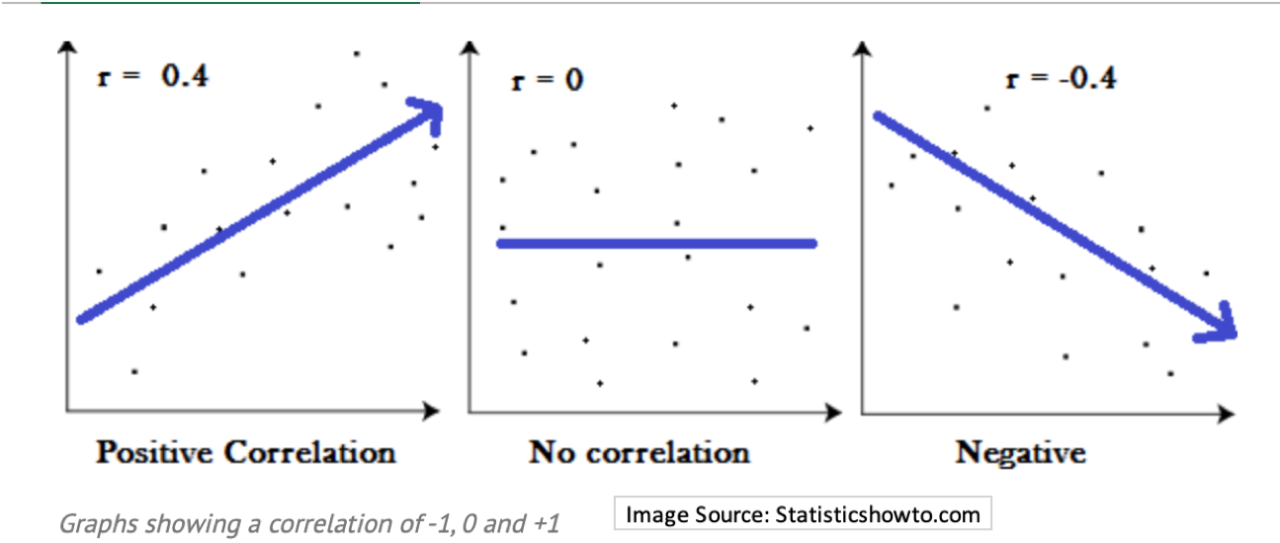 r = 0.4
r = 0
r = -0.4
Positive Correlation
No correlation
Negative
Graphs showing a correlation of -1, 0 and +1
Image Source: Statisticshowto.com